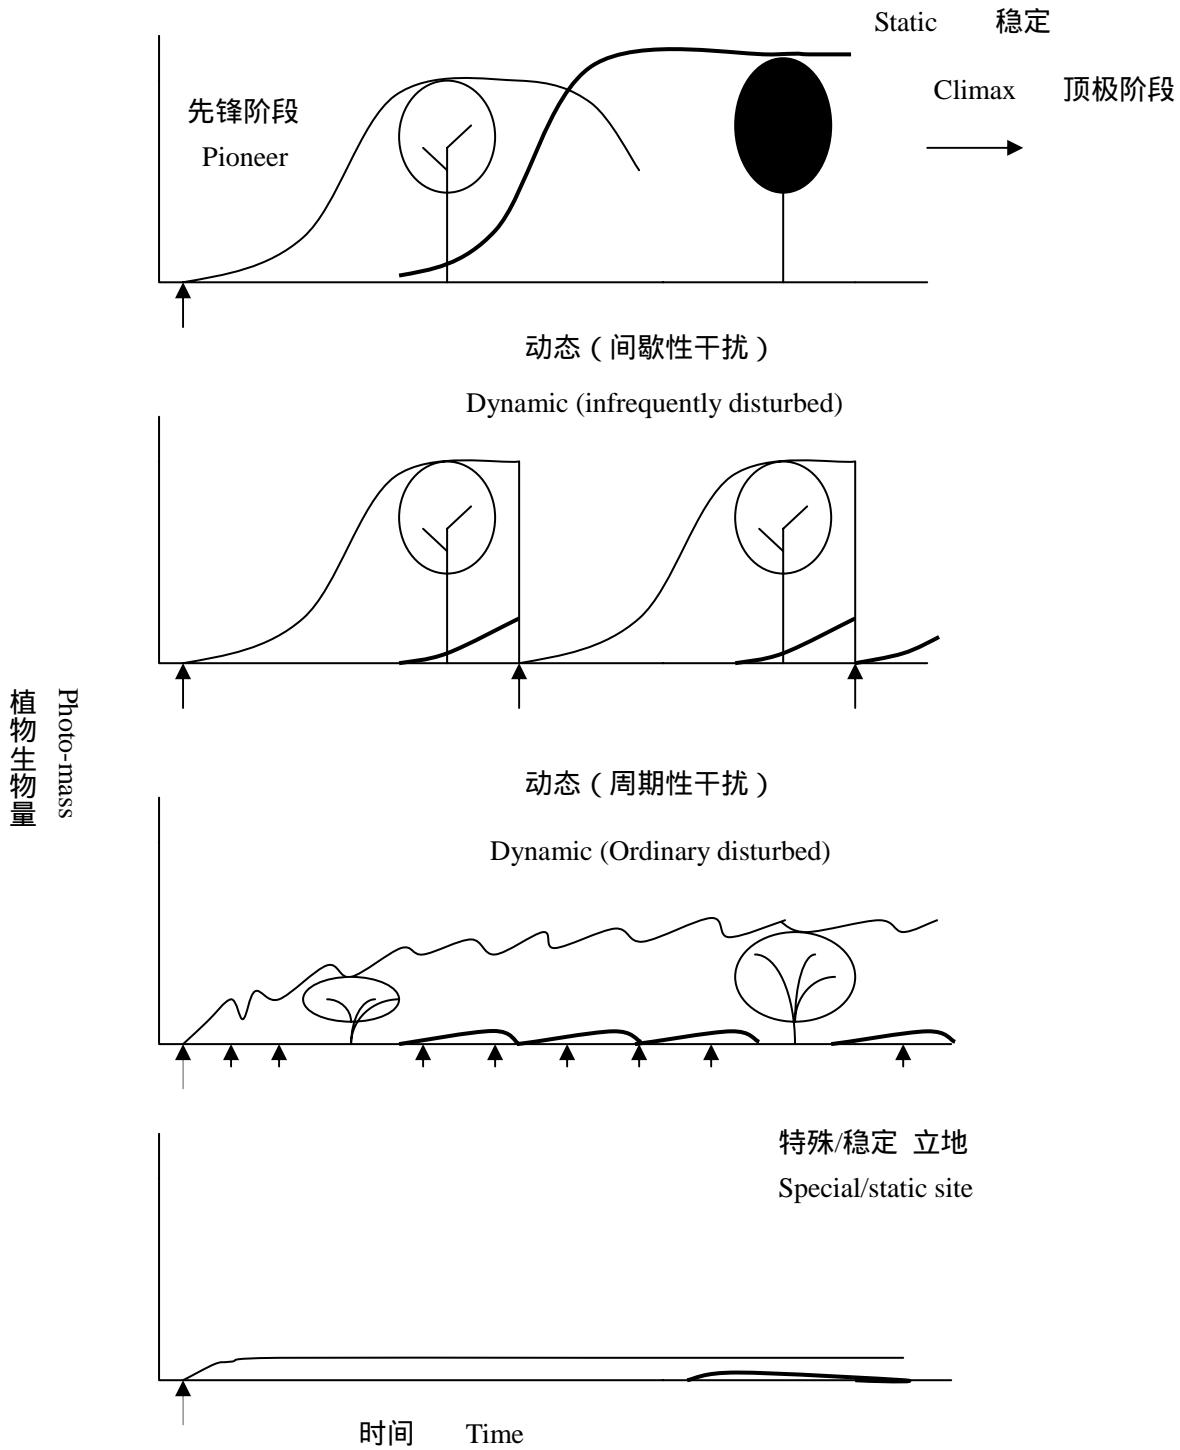 Static 稳定
先锋阶段
Climax 顶极阶段
Pioneer
动态（间歇性干扰）
Dynamic (infrequently disturbed)
植物生物量
Photo-mass
动态（周期性干扰）
Dynamic (Ordinary disturbed)
特殊/稳定 立地
Special/static site
时间 Time